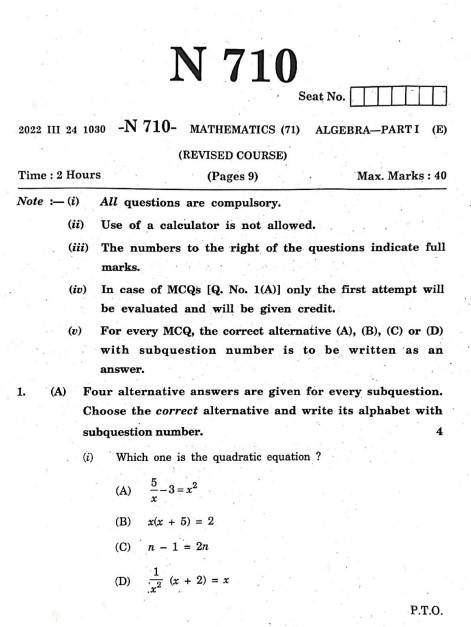 N 710
Seat No.
2022 III 24 1030 -N 710- MATHEMATICS (71) ALGEBRA—PART I (E)
(REVISED COURSE)
Time : 2 Hours (Pages 9) Max. Marks : 40
Note :— (i) All questions are compulsory.
(ii) Use of a calculator is not allowed.
(iii) The numbers to the right of the questions indicate full
marks.
(iv) In case of MCQs [Q. No. 1(A)] only the first attempt will
be evaluated and will be given credit.
(v) For every MCQ, the correct alternative (A), (B), (C) or (D)
with subquestion number is to be written as an
answer.
1. (A) Four alternative answers are given for every subquestion.
Choose the correct alternative and write its alphabet with
subquestion number. 4
(i) Which one is the quadratic equation ?
(A) 5/x − 3 = x²
(B) x(x + 5) = 2
(C) n − 1 = 2n
(D) 1/x² (x + 2) = x
P.T.O.